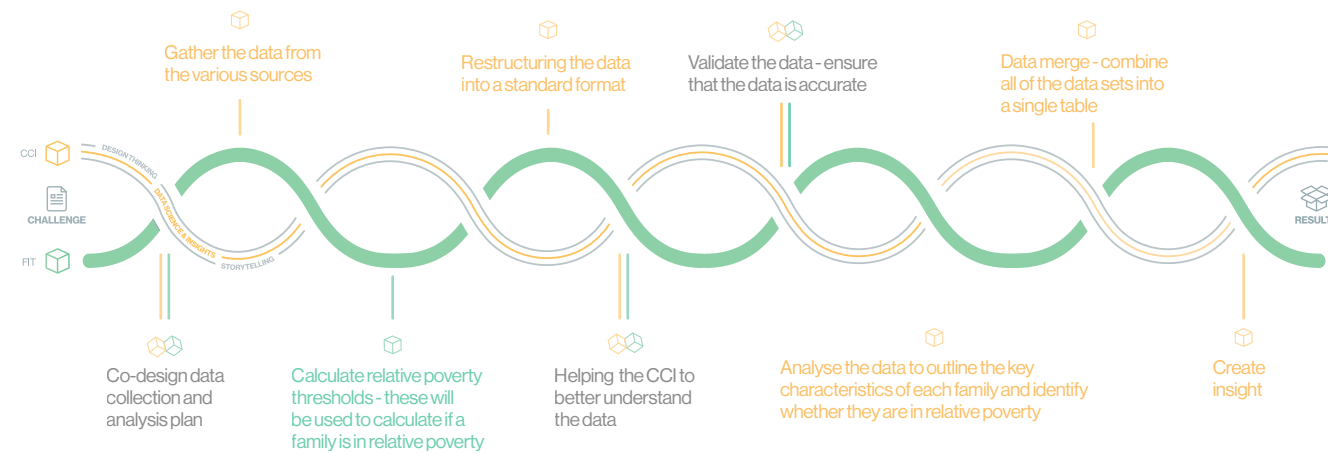 Gather the data from
the various sources
Restructuring the data
into a standard format
Validate the data - ensure
that the data is accurate
Data merge - combine
all of the data sets into
a single table
CCI
DESIGN THINKING
DATA SCIENCE & INSIGHTS
STORYTELLING
CHALLENGE
FIT
RESULT
Co-design data
collection and
analysis plan
Calculate relative poverty
thresholds - these will
be used to calculate if a
family is in relative poverty
Helping the CCI to
better understand
the data
Analyse the data to outline the key
characteristics of each family and identify
whether they are in relative poverty
Create
insight